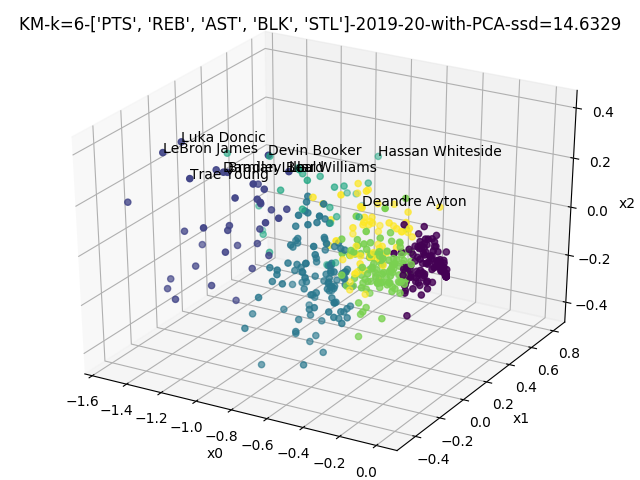 KM-k=6-['PTS', 'REB', 'AST', 'BLK', 'STL']-2019-20-with-PCA-ssd=14.6329
Luka Doncic
LeBron James
Devin Booker
Hassan Whiteside
Trae Young
Williams
Deandre Ayton
0.4
0.2
x2
0.0
−0.2
−0.4
0.8
0.6
0.4
0.2
x1
0.0
−0.2
−0.4
−1.6
−1.4
−1.2
−1.0
−0.8
−0.6
−0.4
−0.2
0.0
x0